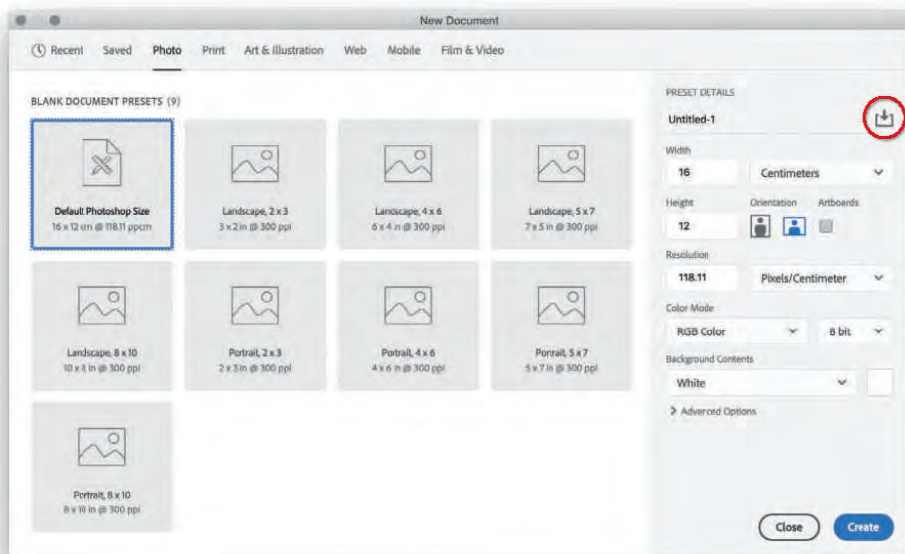 New Document
Recent Saved Photo Print Art & Illustration Web Mobile Film & Video
BLANK DOCUMENT PRESETS (9)
Default Photoshop Size
16 x 12 cm @ 118.11 ppcm
Landscape, 2 x 3
3 x 2 in @ 300 ppi
Landscape, 4 x 6
6 x 4 in @ 300 ppi
Landscape, 5 x 7
7 x 5 in @ 300 ppi
Landscape, 8 x 10
10 x 8 in @ 300 ppi
Portrait, 2 x 3
2 x 3 in @ 300 ppi
Portrait, 4 x 6
4 x 6 in @ 300 ppi
Portrait, 5 x 7
5 x 7 in @ 300 ppi
Portrait, 8 x 10
8 x 10 in @ 300 ppi
PRESET DETAILS
Untitled-1
Width
16 Centimeters
Height Orientation Artboards
12
Resolution
118.11 Pixels/Centimeter
Color Mode
RGB Color 8 bit
Background Contents
White
Advanced Options
Close Create